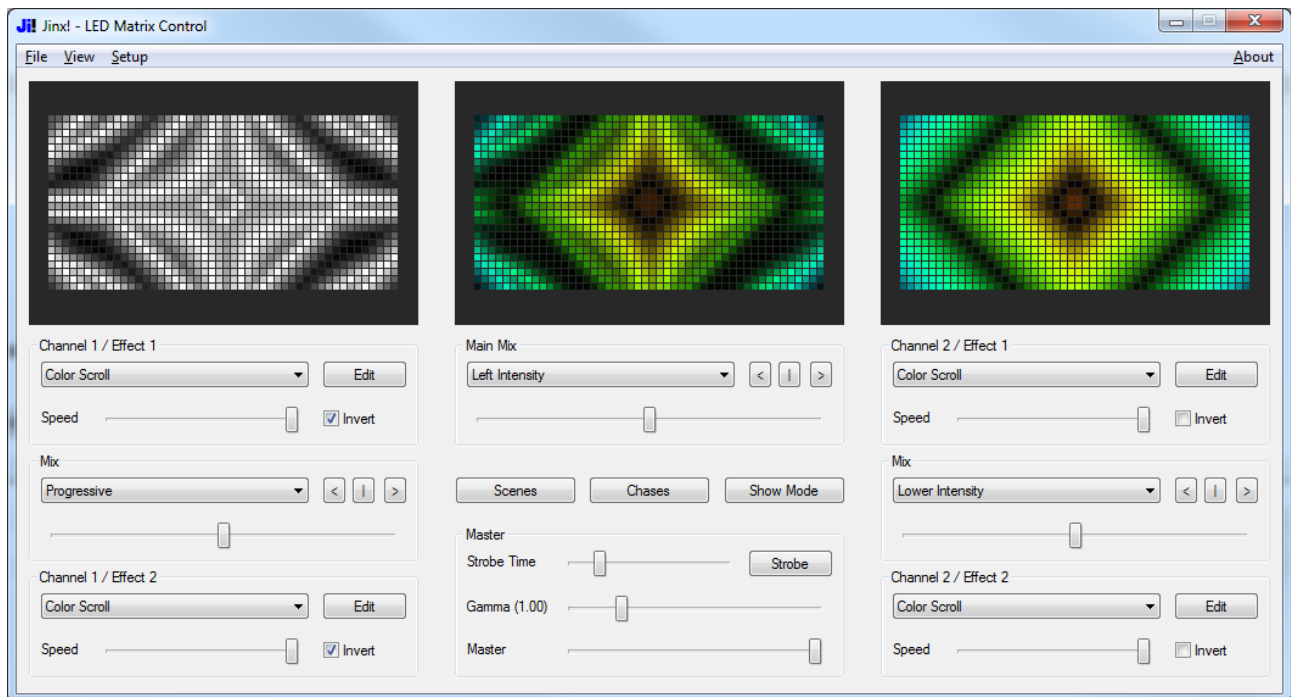 Ji! Jinx! - LED Matrix Control
File View Setup About
Channel 1 / Effect 1
Color Scroll Edit
Speed Invert
Mix
Progressive < | >
Channel 1 / Effect 2
Color Scroll Edit
Speed Invert
Main Mix
Left Intensity < | >
Scenes Chases Show Mode
Master
Strobe Time Strobe
Gamma (1.00)
Master
Channel 2 / Effect 1
Color Scroll Edit
Speed Invert
Mix
Lower Intensity < | >
Channel 2 / Effect 2
Color Scroll Edit
Speed Invert